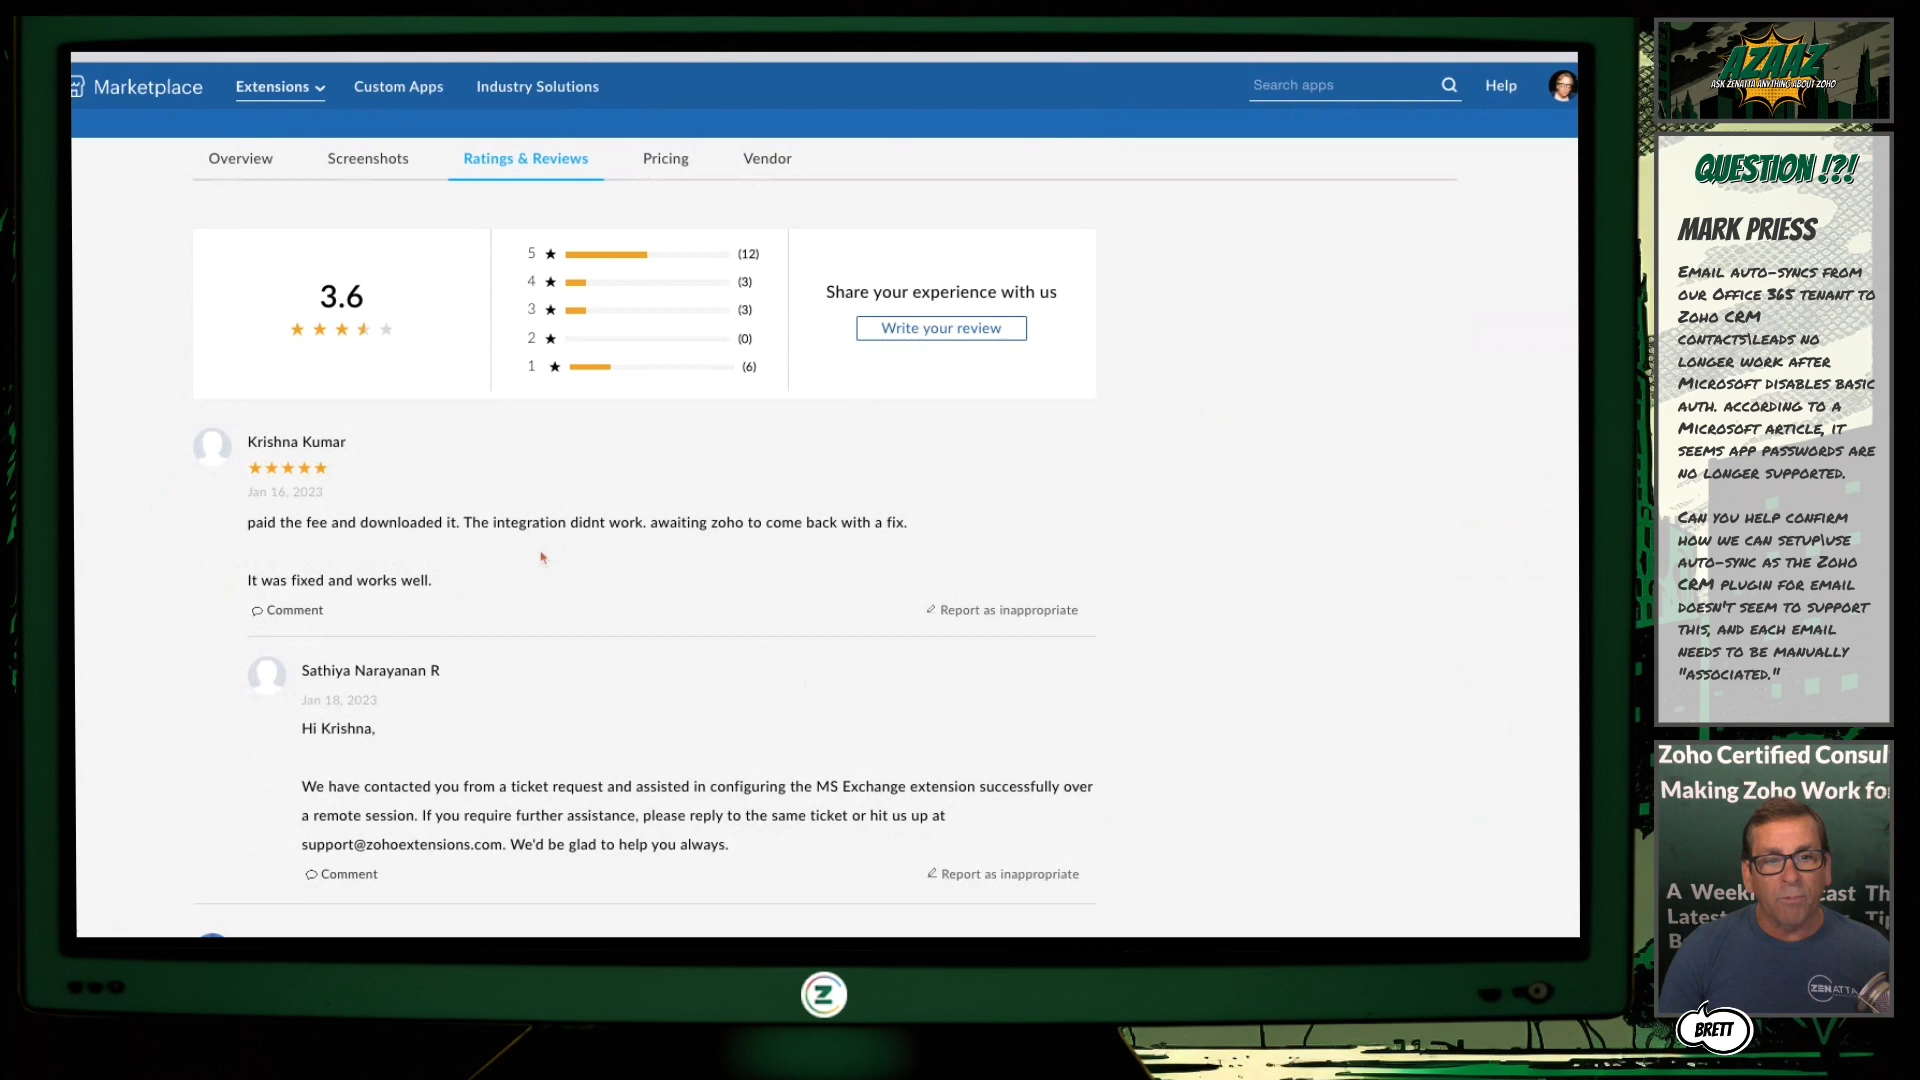 Marketplace
Extensions
Custom Apps
Industry Solutions
Search apps
Help
Overview
Screenshots
Ratings & Reviews
Pricing
Vendor
3.6
5 ★ (12)
4 ★ (3)
3 ★ (3)
2 ★ (0)
1 ★ (6)
Share your experience with us
Write your review
Krishna Kumar
Jan 16, 2023
paid the fee and downloaded it. The integration didnt work. awaiting zoho to come back with a fix.
It was fixed and works well.
Comment
Report as inappropriate
Sathiya Narayanan R
Jan 18, 2023
Hi Krishna,
We have contacted you from a ticket request and assisted in configuring the MS Exchange extension successfully over
a remote session. If you require further assistance, please reply to the same ticket or hit us up at
support@zohoextensions.com. We'd be glad to help you always.
Comment
Report as inappropriate
Z
AZAAZ
ASK ZENATTA ANYTHING ABOUT ZOHO
QUESTION !?!
MARK PRIESS
EMAIL AUTO-SYNCS FROM
OUR OFFICE 365 TENANT TO
ZOHO CRM
CONTACTS\LEADS NO
LONGER WORK AFTER
MICROSOFT DISABLES BASIC
AUTH. ACCORDING TO A
MICROSOFT ARTICLE, IT
SEEMS APP PASSWORDS ARE
NO LONGER SUPPORTED.
CAN YOU HELP CONFIRM
HOW WE CAN SETUP\USE
AUTO-SYNC AS THE ZOHO
CRM PLUGIN FOR EMAIL
DOESN'T SEEM TO SUPPORT
THIS, AND EACH EMAIL
NEEDS TO BE MANUALLY
"ASSOCIATED."
Zoho Certified Consul
Making Zoho Work fo
A Week
cast Th
Latest
Ti
B
ZENATTA
BRETT